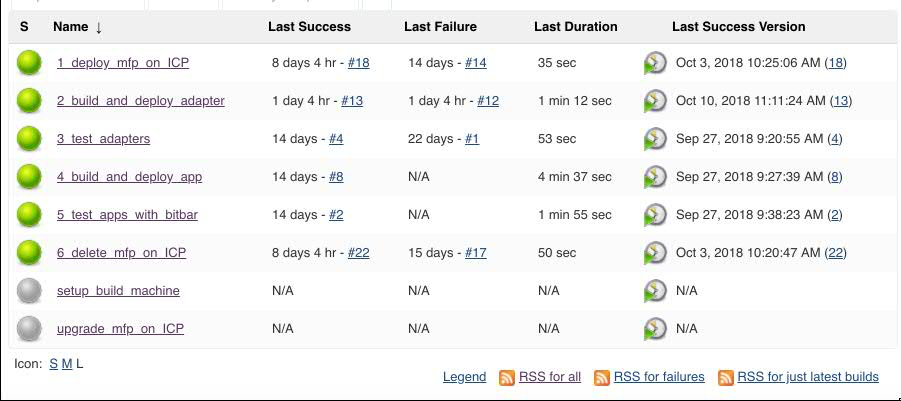 S Name ↓ Last Success Last Failure Last Duration Last Success Version
1_deploy_mfp_on_ICP 8 days 4 hr - #18 14 days - #14 35 sec Oct 3, 2018 10:25:06 AM (18)
2_build_and_deploy_adapter 1 day 4 hr - #13 1 day 4 hr - #12 1 min 12 sec Oct 10, 2018 11:11:24 AM (13)
3_test_adapters 14 days - #4 22 days - #1 53 sec Sep 27, 2018 9:20:55 AM (4)
4_build_and_deploy_app 14 days - #8 N/A 4 min 37 sec Sep 27, 2018 9:27:39 AM (8)
5_test_apps_with_bitbar 14 days - #2 N/A 1 min 55 sec Sep 27, 2018 9:38:23 AM (2)
6_delete_mfp_on_ICP 8 days 4 hr - #22 15 days - #17 50 sec Oct 3, 2018 10:20:47 AM (22)
setup_build_machine N/A N/A N/A N/A
upgrade_mfp_on_ICP N/A N/A N/A N/A
Icon: S M L
Legend RSS for all RSS for failures RSS for just latest builds